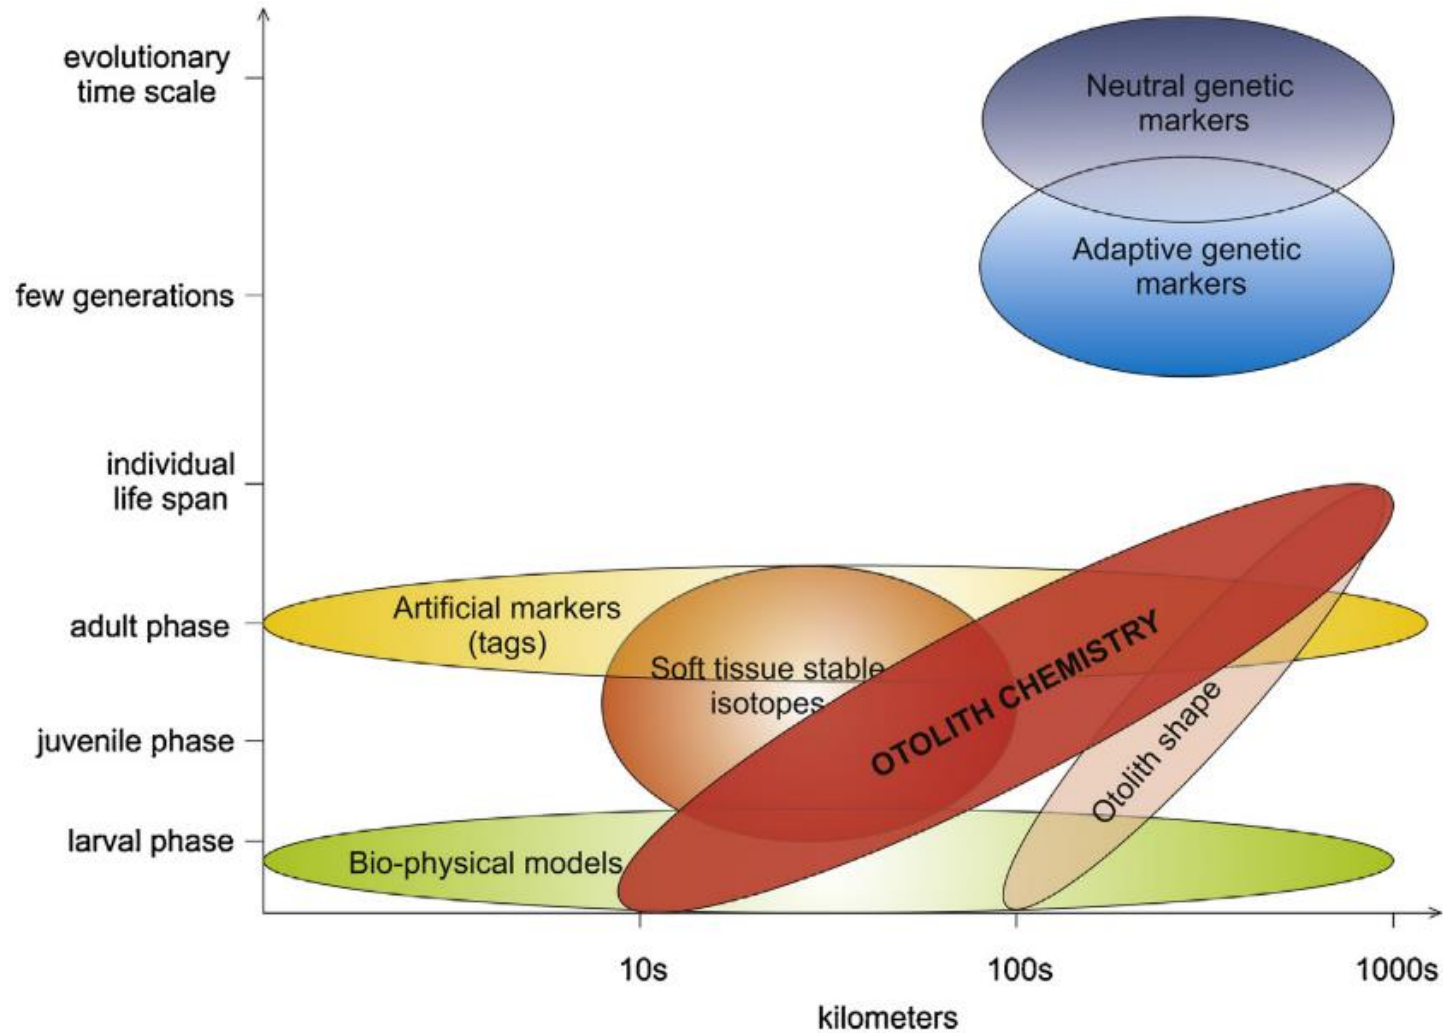 evolutionary
time scale
few generations
individual
life span
adult phase
juvenile phase
larval phase
Neutral genetic
markers
Adaptive genetic
markers
Artificial markers
(tags)
Soft tissue stable
isotopes
OTOLITH CHEMISTRY
Otolith shape
Bio-physical models
10s
100s
1000s
kilometers